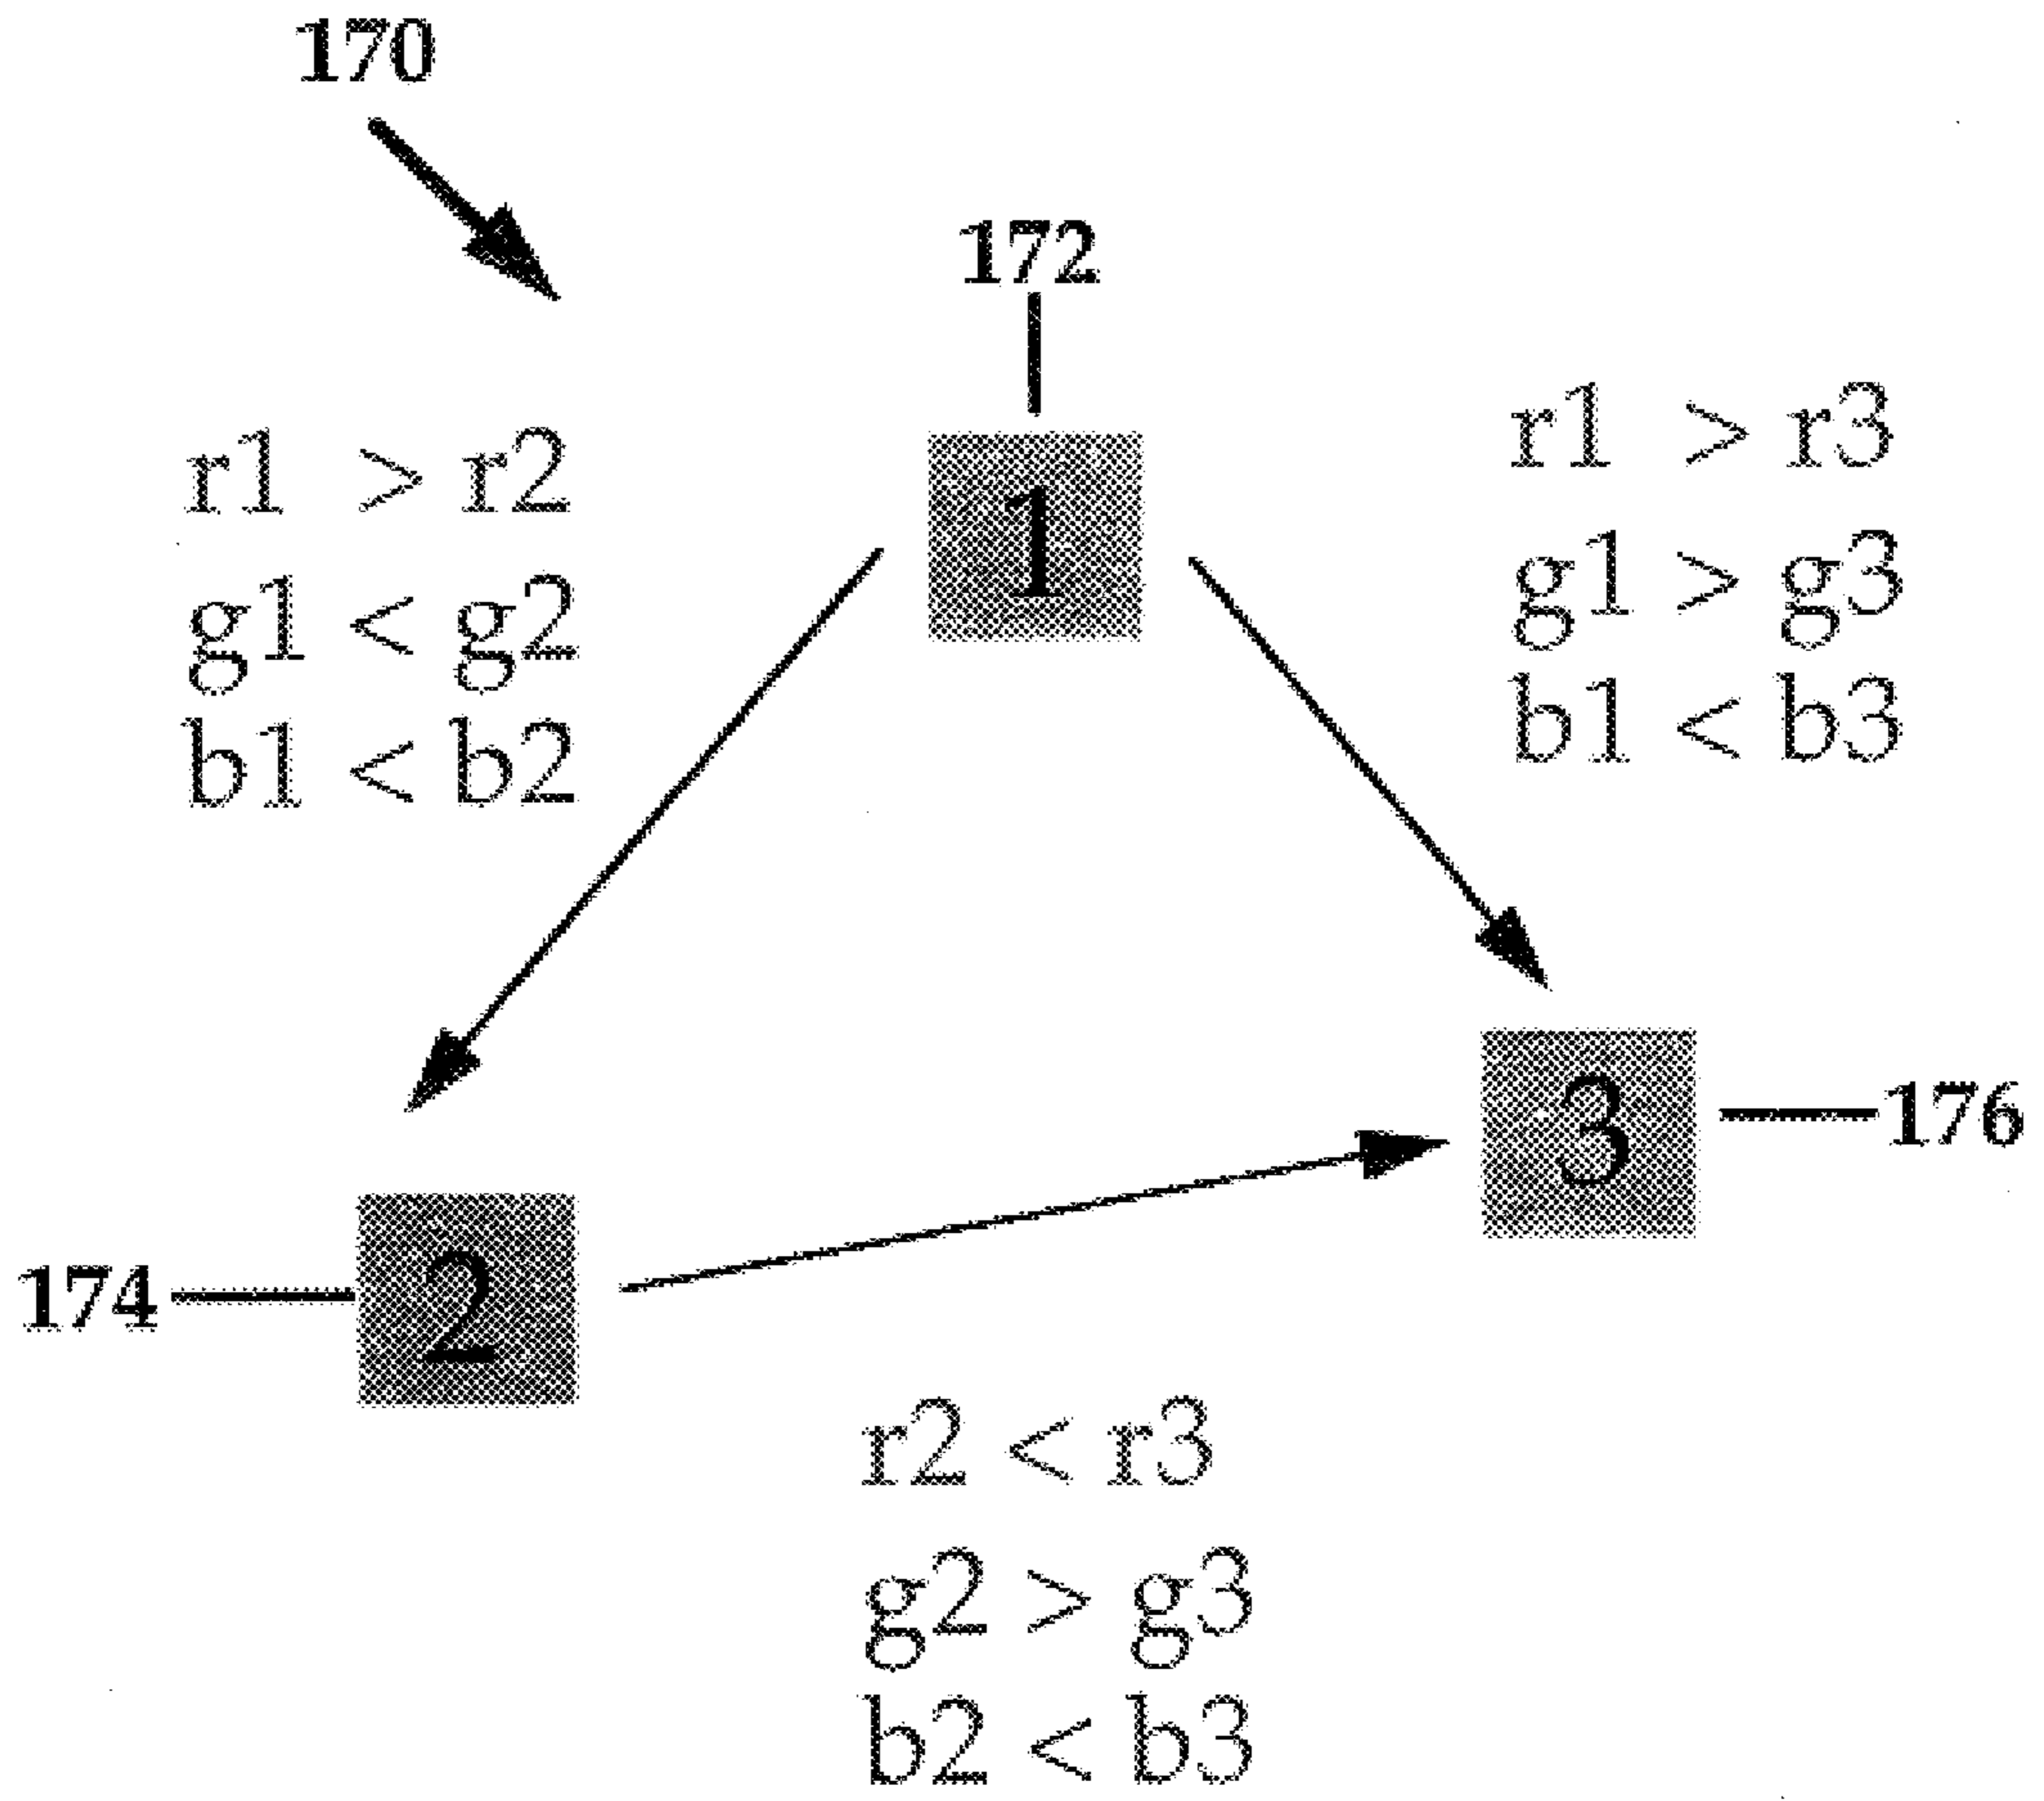 170
172
r1 > r2
g1 < g2
b1 < b2
1
r1 > r3
g1 > g3
b1 < b3
3
176
174
2
r2 < r3
g2 > g3
b2 < b3